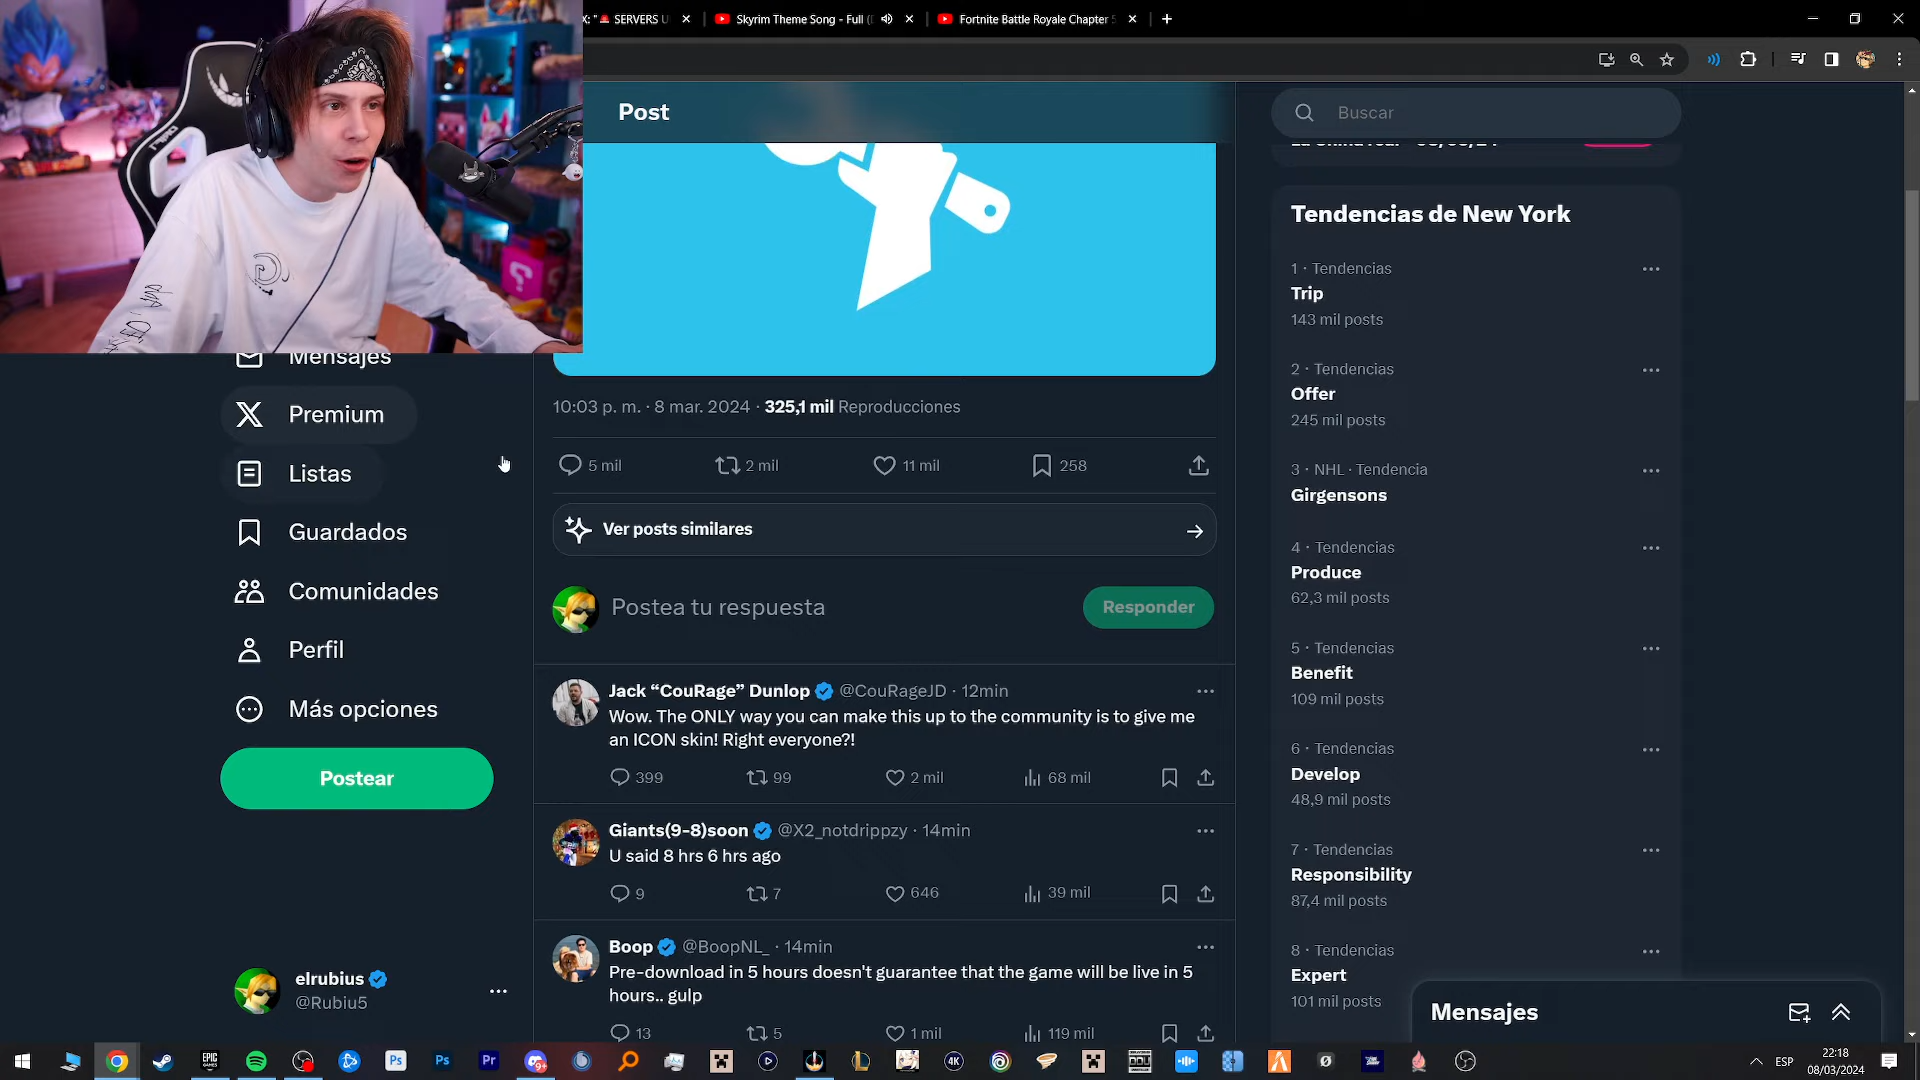 X: "🚨 SERVERS U
Skyrim Theme Song - Full (
Fortnite Battle Royale Chapter 5
Post
Buscar
Tendencias de New York
1 · Tendencias
Trip
143 mil posts
2 · Tendencias
Offer
245 mil posts
3 · NHL · Tendencia
Girgensons
4 · Tendencias
Produce
62,3 mil posts
5 · Tendencias
Benefit
109 mil posts
6 · Tendencias
Develop
48,9 mil posts
7 · Tendencias
Responsibility
87,4 mil posts
8 · Tendencias
Expert
101 mil posts
Mensajes
Mensajes
Premium
Listas
Guardados
Comunidades
Perfil
Más opciones
Postear
elrubius
@Rubiu5
10:03 p. m. · 8 mar. 2024 · 325,1 mil Reproducciones
5 mil 2 mil 11 mil 258
Ver posts similares
Postea tu respuesta
Responder
Jack “CouRage” Dunlop @CouRageJD · 12min
Wow. The ONLY way you can make this up to the community is to give me
an ICON skin! Right everyone?!
399 99 2 mil 68 mil
Giants(9-8)soon @X2_notdrippzy · 14min
U said 8 hrs 6 hrs ago
9 7 646 39 mil
Boop @BoopNL_ · 14min
Pre-download in 5 hours doesn't guarantee that the game will be live in 5
hours.. gulp
13 5 1 mil 119 mil
EPIC GAMES
Ps
Ps
Pr
9+
4K
DDU
ESP
22:18
08/03/2024